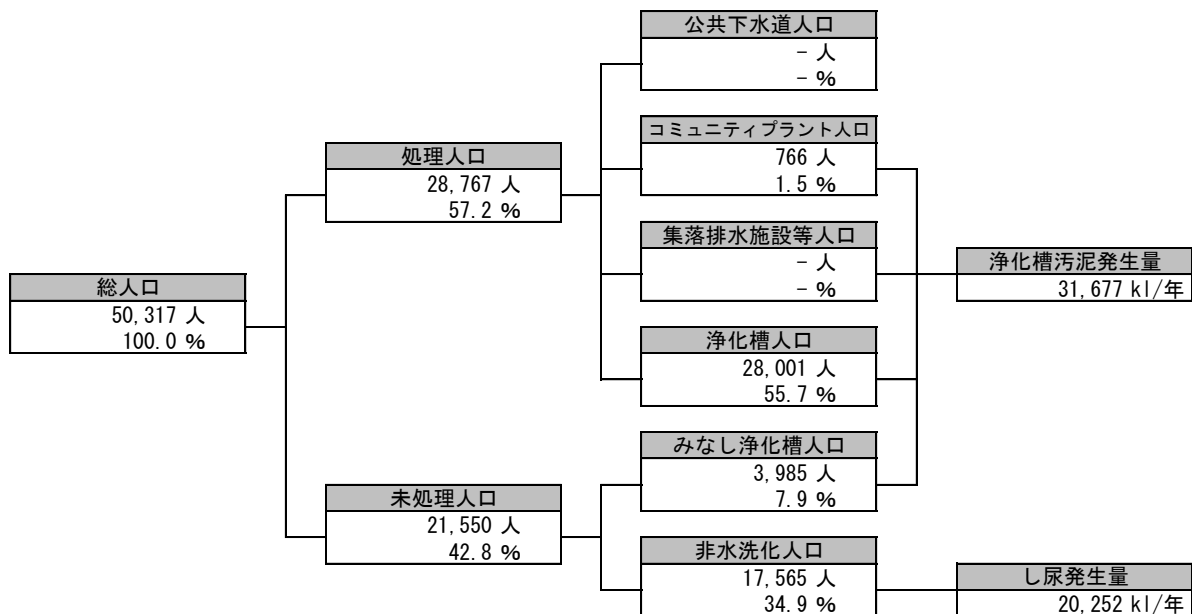 公共下水道人口
- 人
- %
コミュニティプラント人口
766 人
1.5 %
処理人口
28,767 人
57.2 %
集落排水施設等人口
- 人
- %
浄化槽汚泥発生量
31,677 kl/年
総人口
50,317 人
100.0 %
浄化槽人口
28,001 人
55.7 %
みなし浄化槽人口
3,985 人
7.9 %
未処理人口
21,550 人
42.8 %
非水洗化人口
17,565 人
34.9 %
し尿発生量
20,252 kl/年